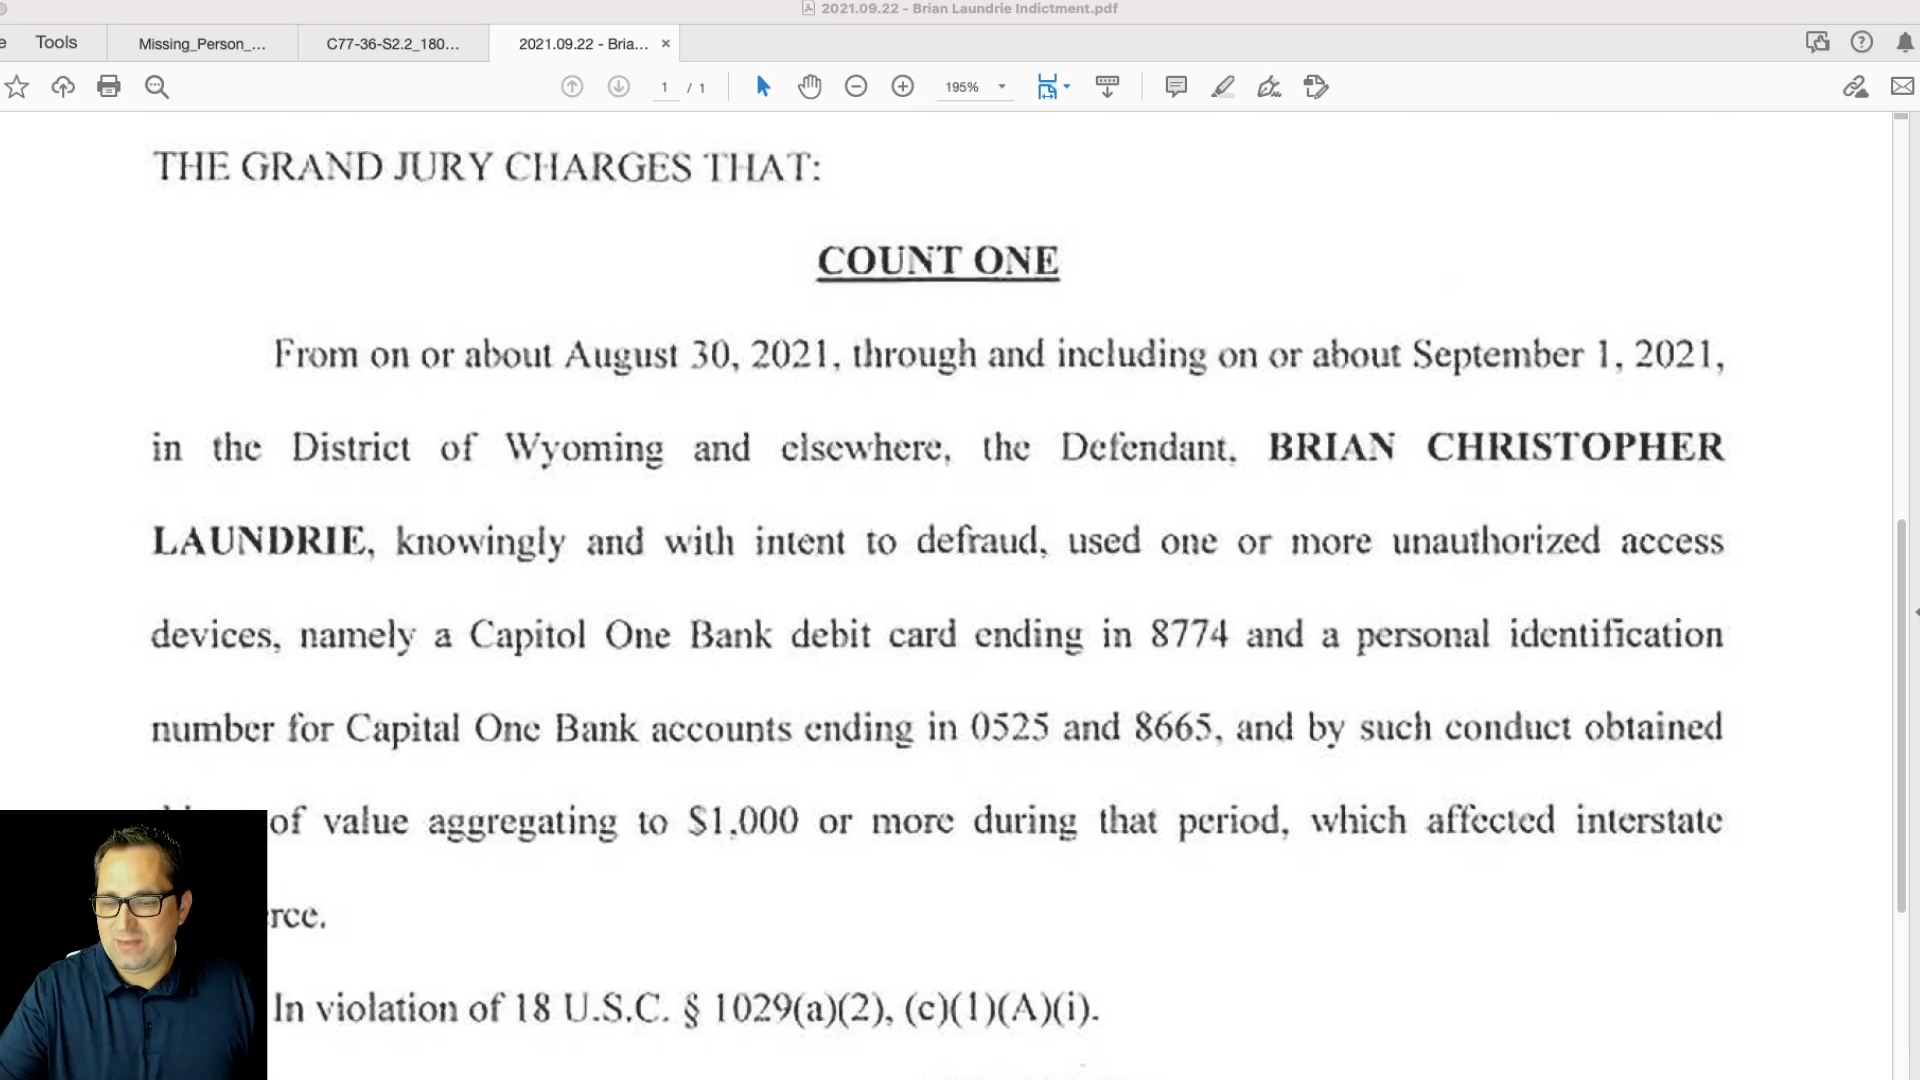 2021.09.22 - Brian Laundrie Indictment.pdf
Tools
Missing_Person_...
C77-36-S2.2_180...
2021.09.22 - Bria...
1 / 1
195%
THE GRAND JURY CHARGES THAT:
COUNT ONE
From on or about August 30, 2021, through and including on or about September 1, 2021,
in the District of Wyoming and elsewhere, the Defendant, BRIAN CHRISTOPHER
LAUNDRIE, knowingly and with intent to defraud, used one or more unauthorized access
devices, namely a Capitol One Bank debit card ending in 8774 and a personal identification
number for Capital One Bank accounts ending in 0525 and 8665, and by such conduct obtained
of value aggregating to $1,000 or more during that period, which affected interstate
rce.
In violation of 18 U.S.C. § 1029(a)(2), (c)(1)(A)(i).